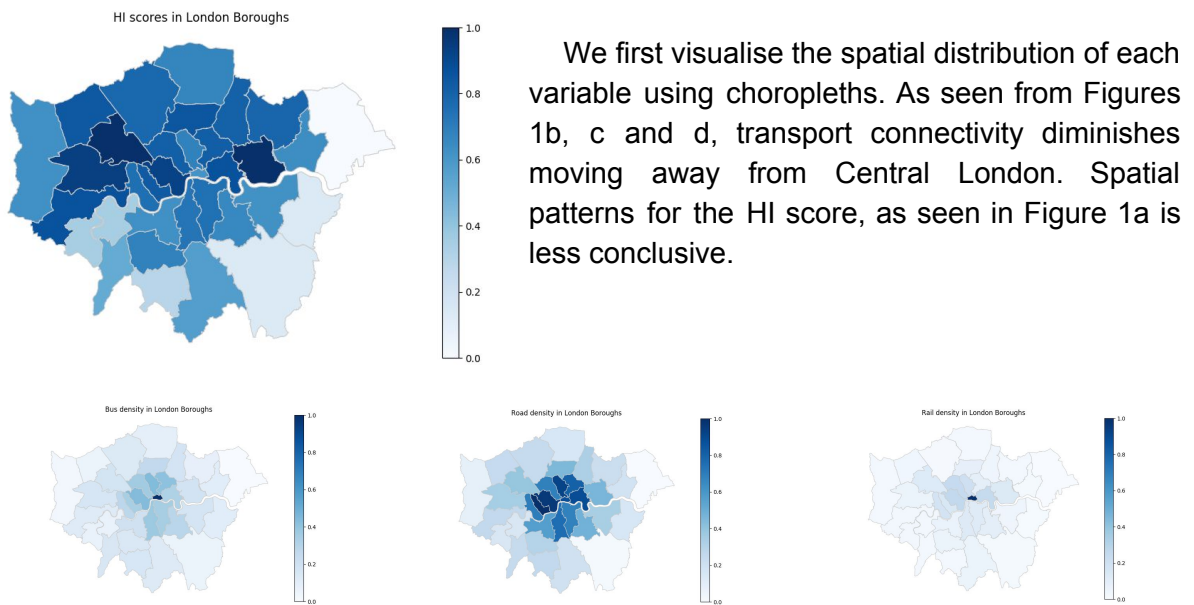 HI scores in London Boroughs
1.0
0.8
0.6
0.4
0.2
0.0
We first visualise the spatial distribution of each
variable using choropleths. As seen from Figures
1b, c and d, transport connectivity diminishes
moving away from Central London. Spatial
patterns for the HI score, as seen in Figure 1a is
less conclusive.
Bus density in London Boroughs
1.0
0.8
0.6
0.4
0.2
0.0
Road density in London Boroughs
1.0
0.8
0.6
0.4
0.2
0.0
Rail density in London Boroughs
1.0
0.8
0.6
0.4
0.2
0.0